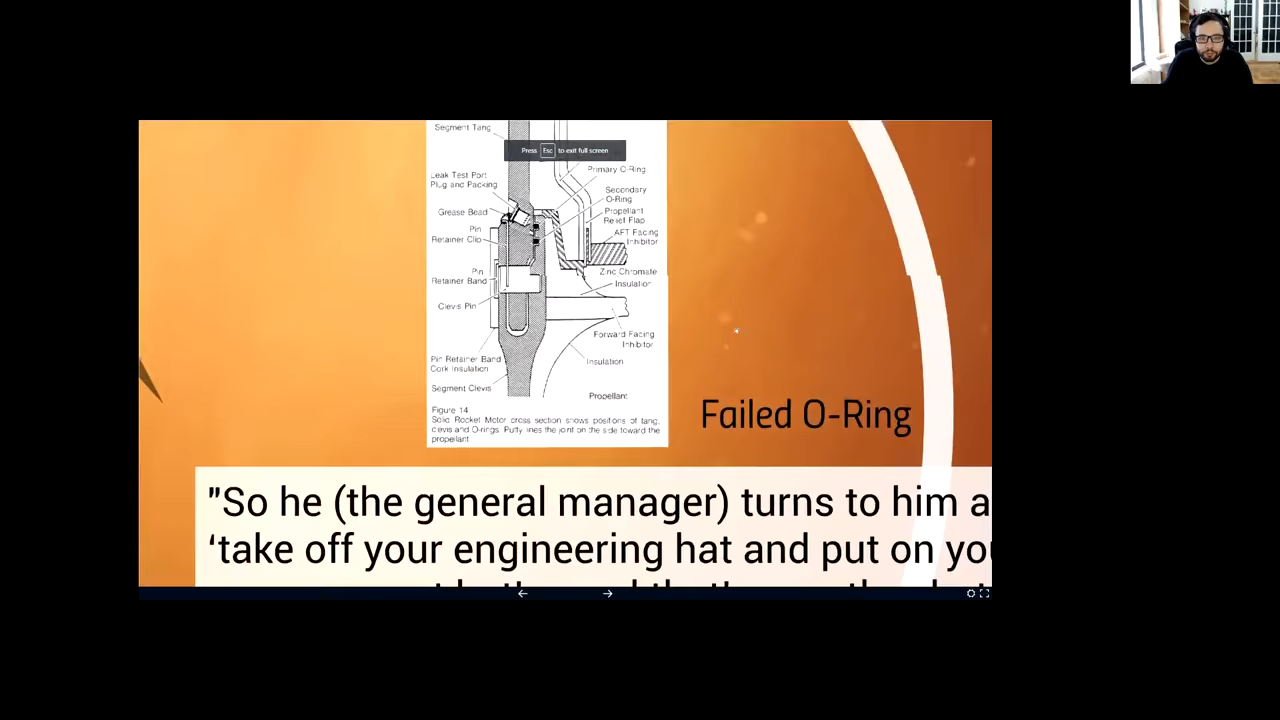 Segment Tang
Press Esc to exit full screen
Primary O-Ring
Leak Test Port
Plug and Packing
Secondary
O-Ring
Grease Bead
Propellant
Relief Flap
Pin
Retainer Clip
AFT Facing
Inhibitor
Pin
Retainer Band
Zinc Chromate
Insulation
Clevis Pin
Forward Facing
Inhibitor
Pin Retainer Band
Cork Insulation
Insulation
Segment Clevis
Propellant
Figure 14
Solid Rocket Motor cross section shows positions of tang,
clevis and O-rings. Putty lines the joint on the side toward the
propellant
Failed O-Ring
"So he (the general manager) turns to him a
‘take off your engineering hat and put on you